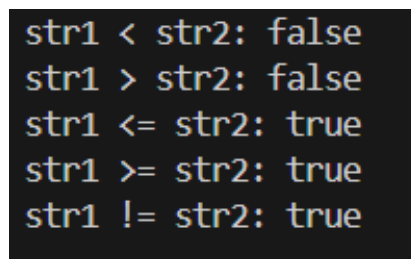 str1 < str2: false
str1 > str2: false
str1 <= str2: true
str1 >= str2: true
str1 != str2: true